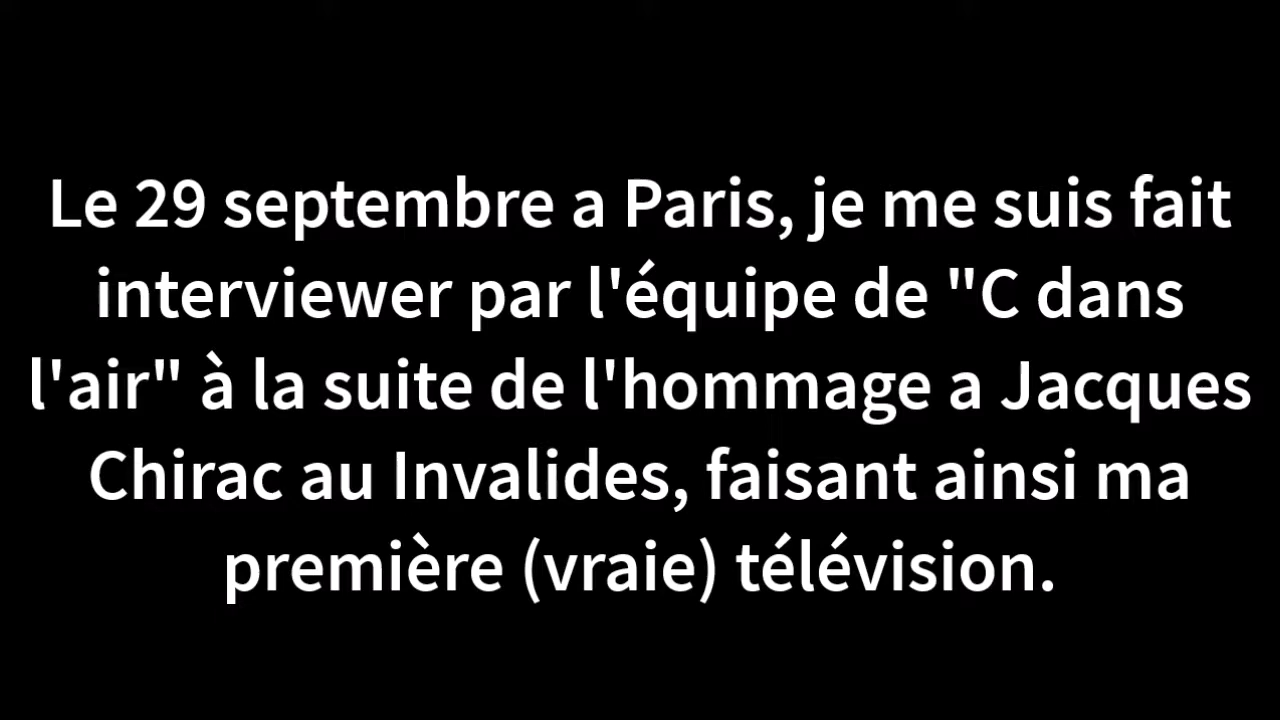 Le 29 septembre a Paris, je me suis fait
interviewer par l'équipe de "C dans
l'air" à la suite de l'hommage a Jacques
Chirac au Invalides, faisant ainsi ma
première (vraie) télévision.